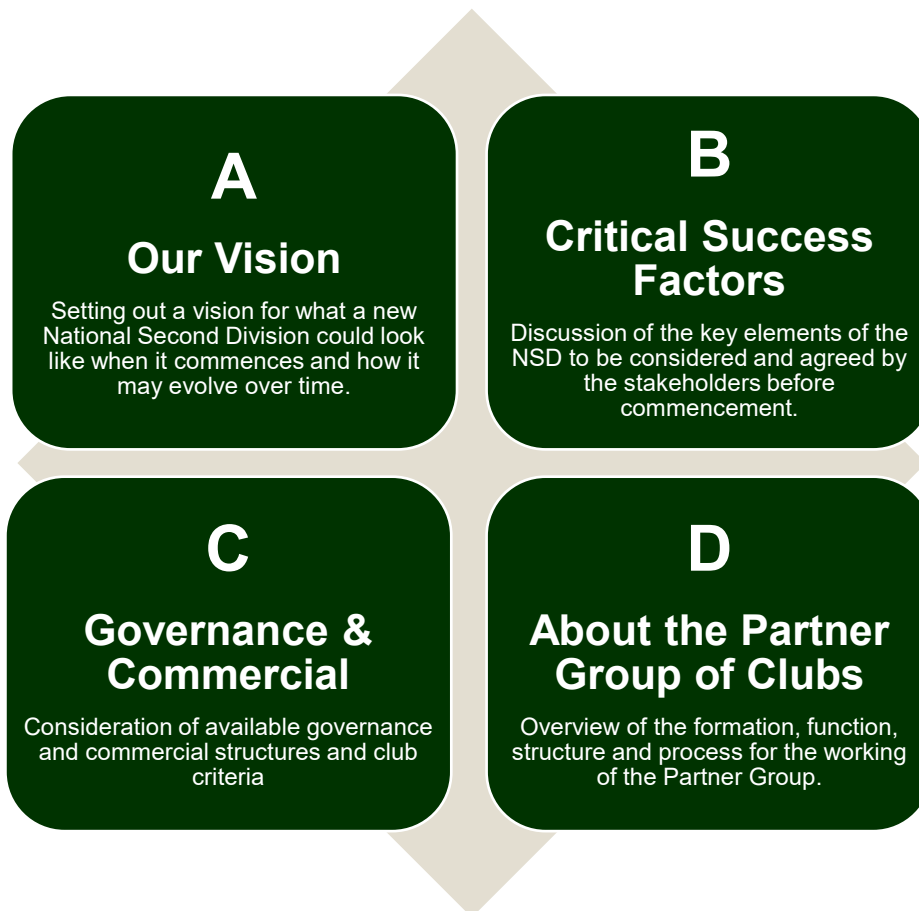 A
Our Vision
Setting out a vision for what a new
National Second Division could look
like when it commences and how it
may evolve over time.
B
Critical Success
Factors
Discussion of the key elements of the
NSD to be considered and agreed by
the stakeholders before
commencement.
C
Governance &
Commercial
Consideration of available governance
and commercial structures and club
criteria
D
About the Partner
Group of Clubs
Overview of the formation, function,
structure and process for the working
of the Partner Group.